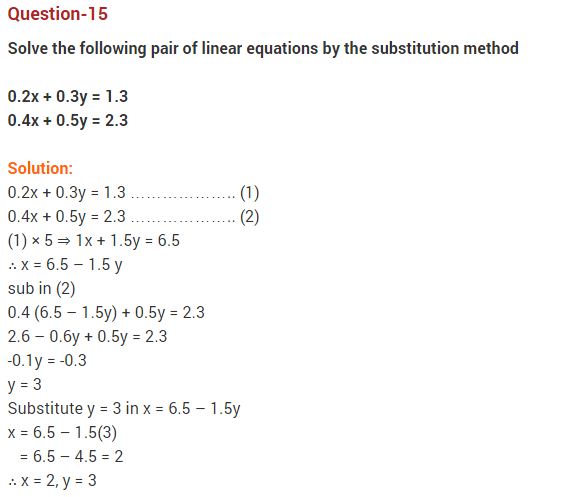 Question-15
Solve the following pair of linear equations by the substitution method
0.2x + 0.3y = 1.3
0.4x + 0.5y = 2.3
Solution:
0.2x + 0.3y = 1.3 ………………. (1)
0.4x + 0.5y = 2.3 ………………. (2)
(1) × 5 ⇒ 1x + 1.5y = 6.5
∴ x = 6.5 – 1.5 y
sub in (2)
0.4 (6.5 – 1.5y) + 0.5y = 2.3
2.6 – 0.6y + 0.5y = 2.3
-0.1y = -0.3
y = 3
Substitute y = 3 in x = 6.5 – 1.5y
x = 6.5 – 1.5(3)
= 6.5 – 4.5 = 2
∴ x = 2, y = 3